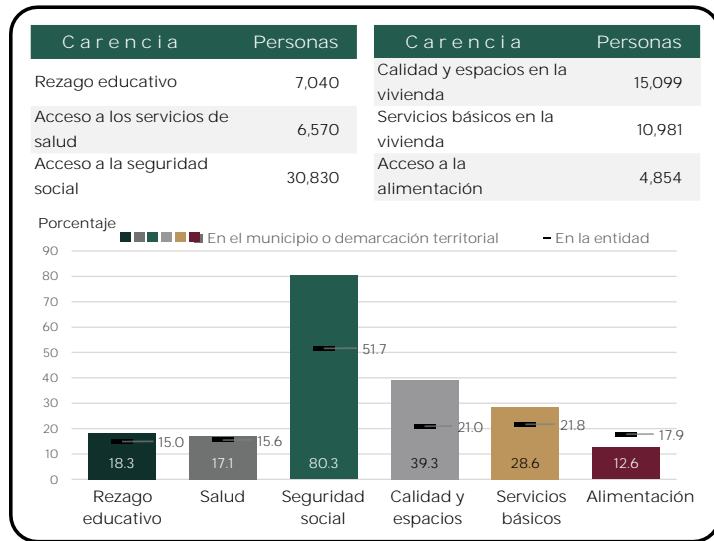 Carencia Personas
Rezago educativo 7,040
Acceso a los servicios de
salud 6,570
Acceso a la seguridad
social 30,830
Carencia Personas
Calidad y espacios en la
vivienda 15,099
Servicios básicos en la
vivienda 10,981
Acceso a la
alimentación 4,854
Porcentaje
En el municipio o demarcación territorial En la entidad
90
80
70
60
50
40
30
20
10
0
51.7
15.0 15.6 21.0 21.8 17.9
18.3 17.1 80.3 39.3 28.6 12.6
Rezago educativo
Salud
Seguridad social
Calidad y espacios
Servicios básicos
Alimentación